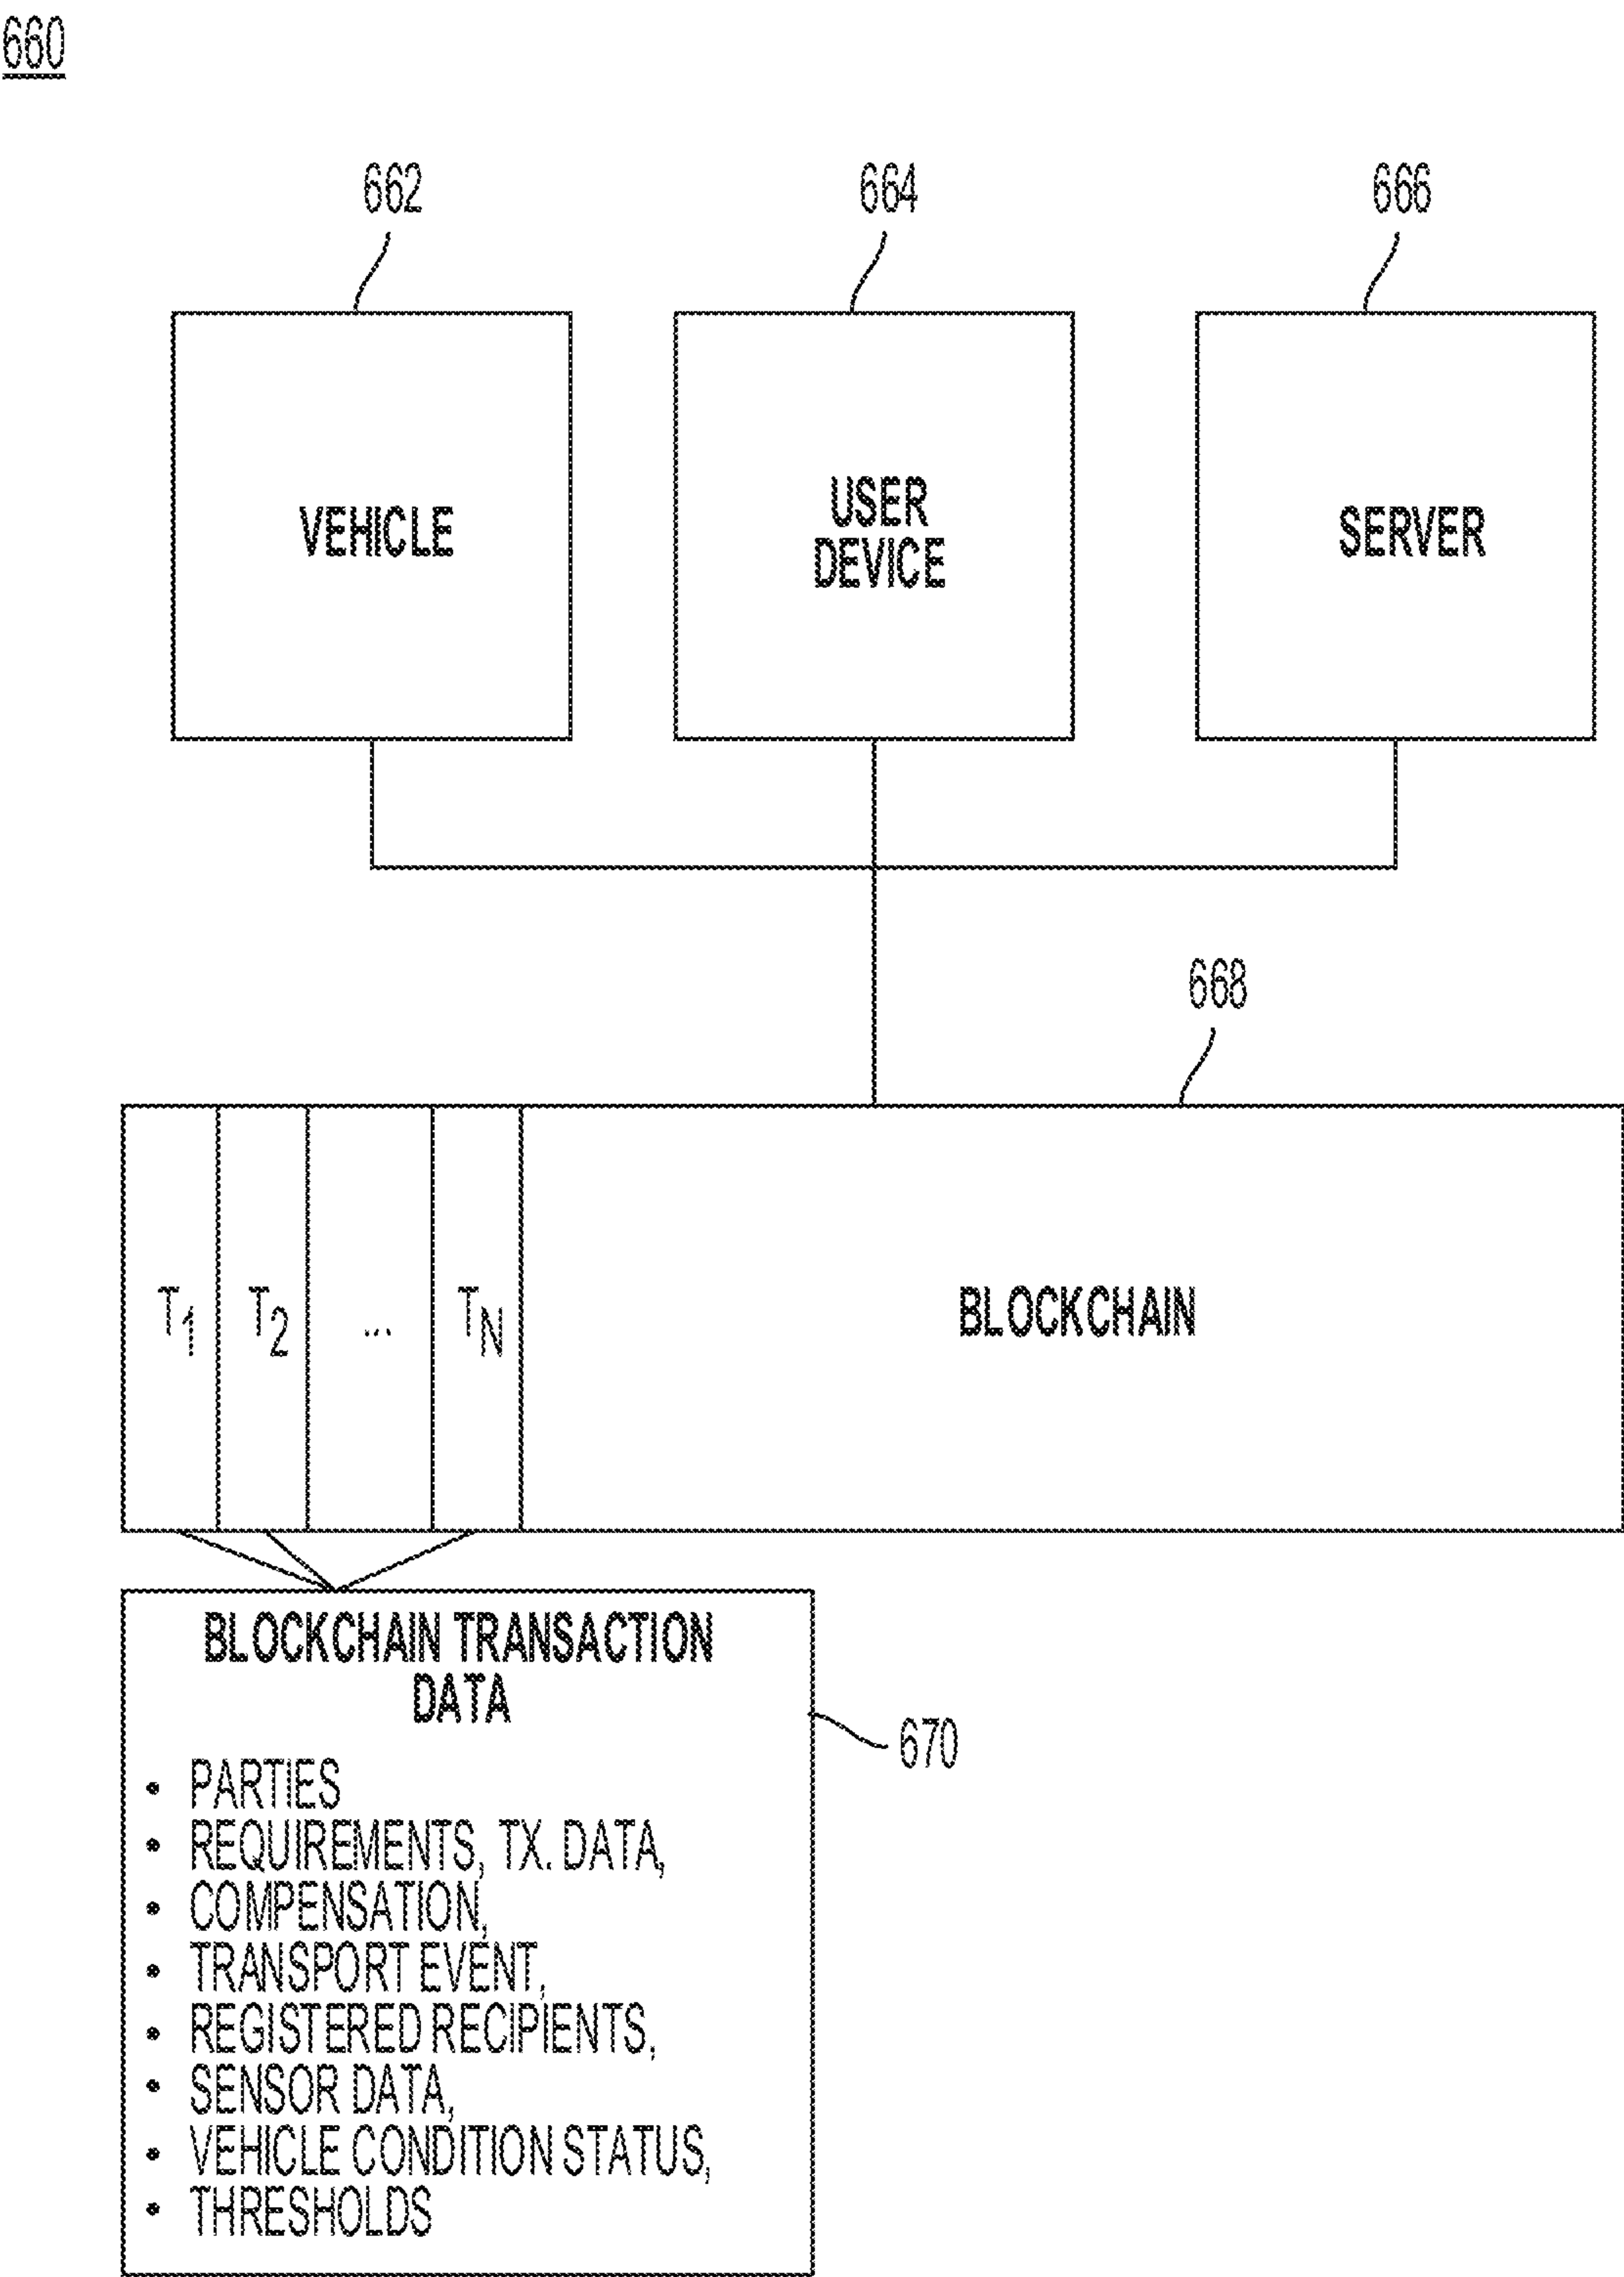 660
662 664 666
VEHICLE
USER
DEVICE
SERVER
668
T1 T2 ... TN BLOCKCHAIN
BLOCKCHAIN TRANSACTION
DATA
670
• PARTIES
• REQUIREMENTS, TX. DATA,
• COMPENSATION,
• TRANSPORT EVENT,
• REGISTERED RECIPIENTS,
• SENSOR DATA,
• VEHICLE CONDITION STATUS,
• THRESHOLDS